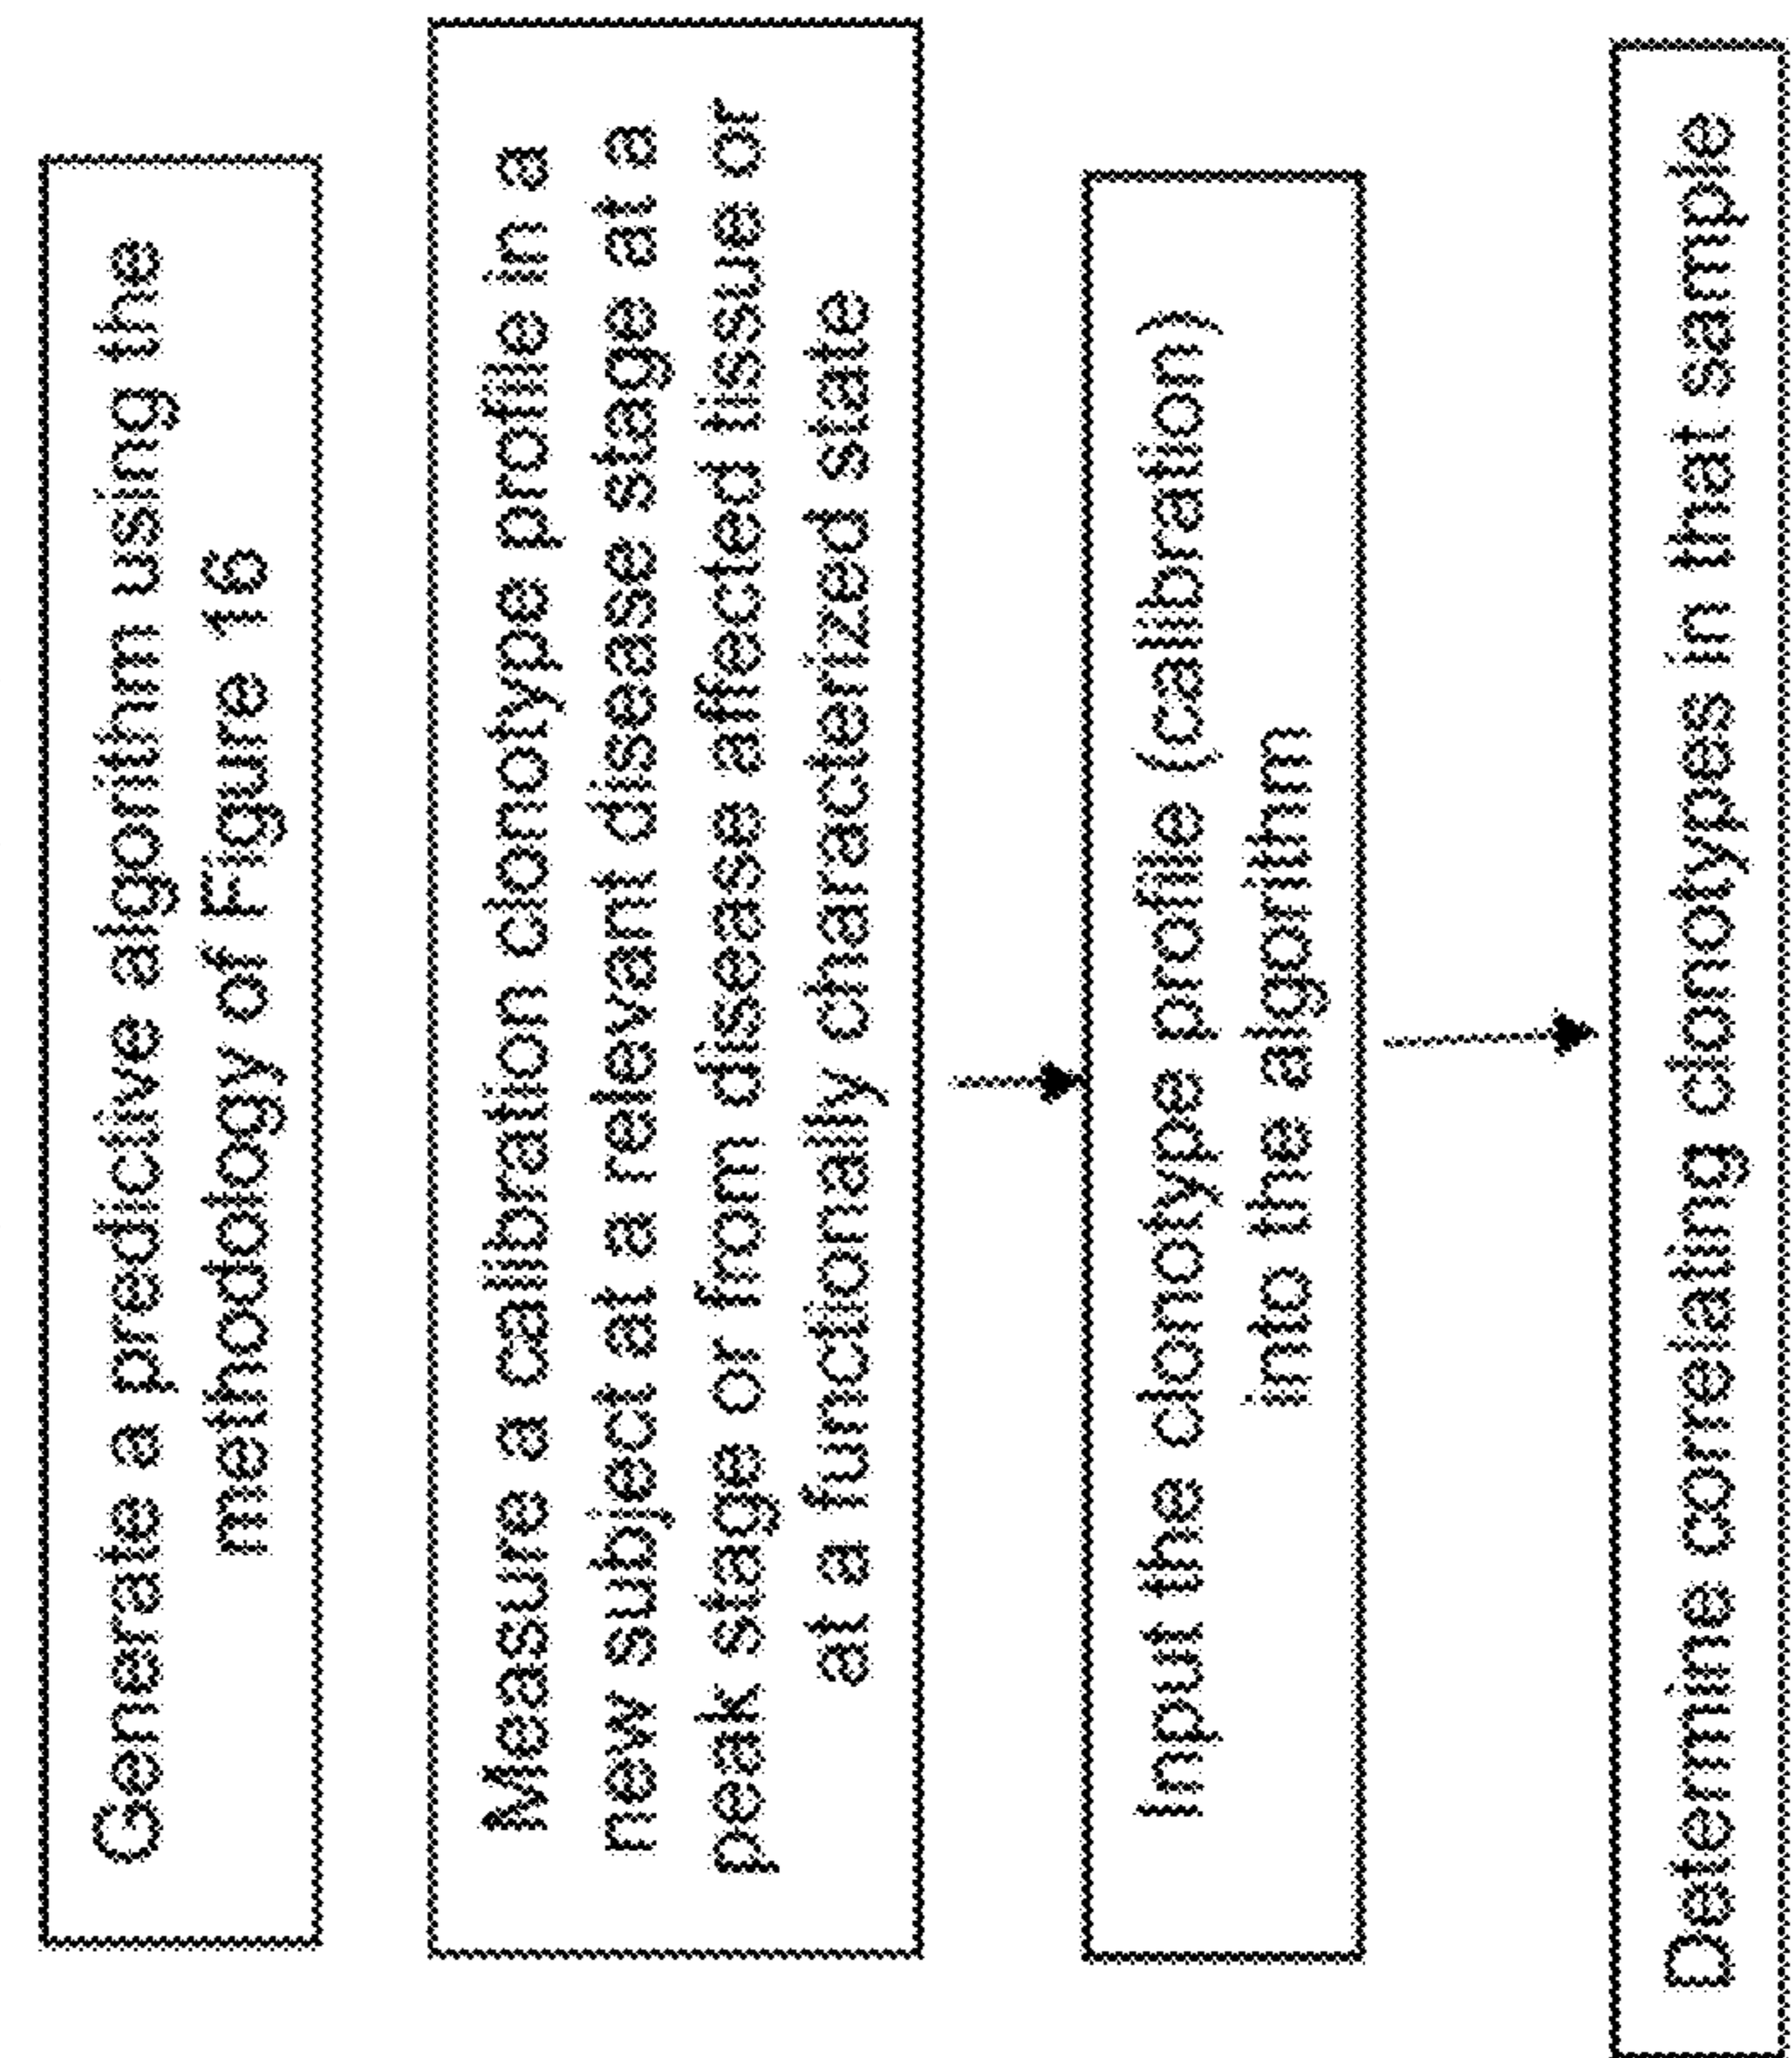 Generate a predictive algorithm using the
methodology of Figure 16
Measure a calibration clonotype profile in a
new subject at a relevant disease stage at a
peak stage or from disease affected tissue or
at a functionally characterized state
Input the clonotype profile (calibration)
into the algorithm
Determine correlating clonotypes in that sample